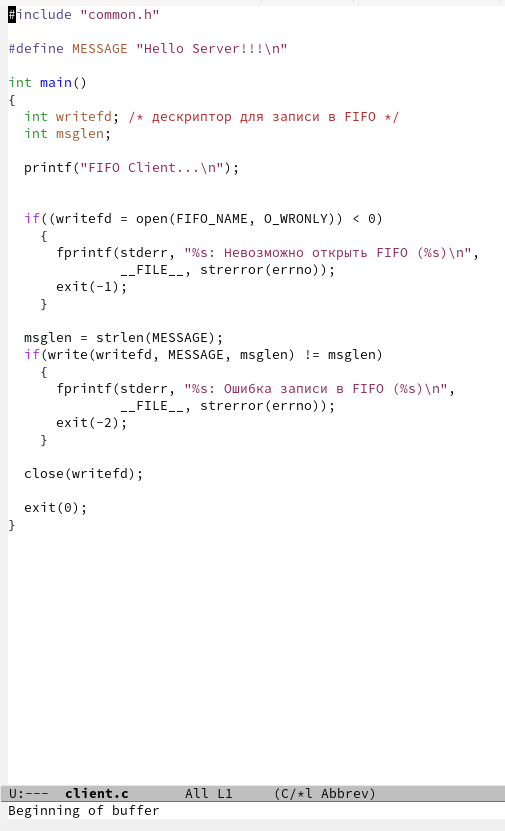 #include "common.h"
#define MESSAGE "Hello Server!!!\n"
int main()
{
int writefd; /* дескриптор для записи в FIFO */
int msglen;
printf("FIFO Client...\n");
if((writefd = open(FIFO_NAME, O_WRONLY)) < 0)
{
fprintf(stderr, "%s: Невозможно открыть FIFO (%s)\n",
__FILE__, strerror(errno));
exit(-1);
}
msglen = strlen(MESSAGE);
if(write(writefd, MESSAGE, msglen) != msglen)
{
fprintf(stderr, "%s: Ошибка записи в FIFO (%s)\n",
__FILE__, strerror(errno));
exit(-2);
}
close(writefd);
exit(0);
}
U:--- client.c All L1 (C/*l Abbrev)
Beginning of buffer